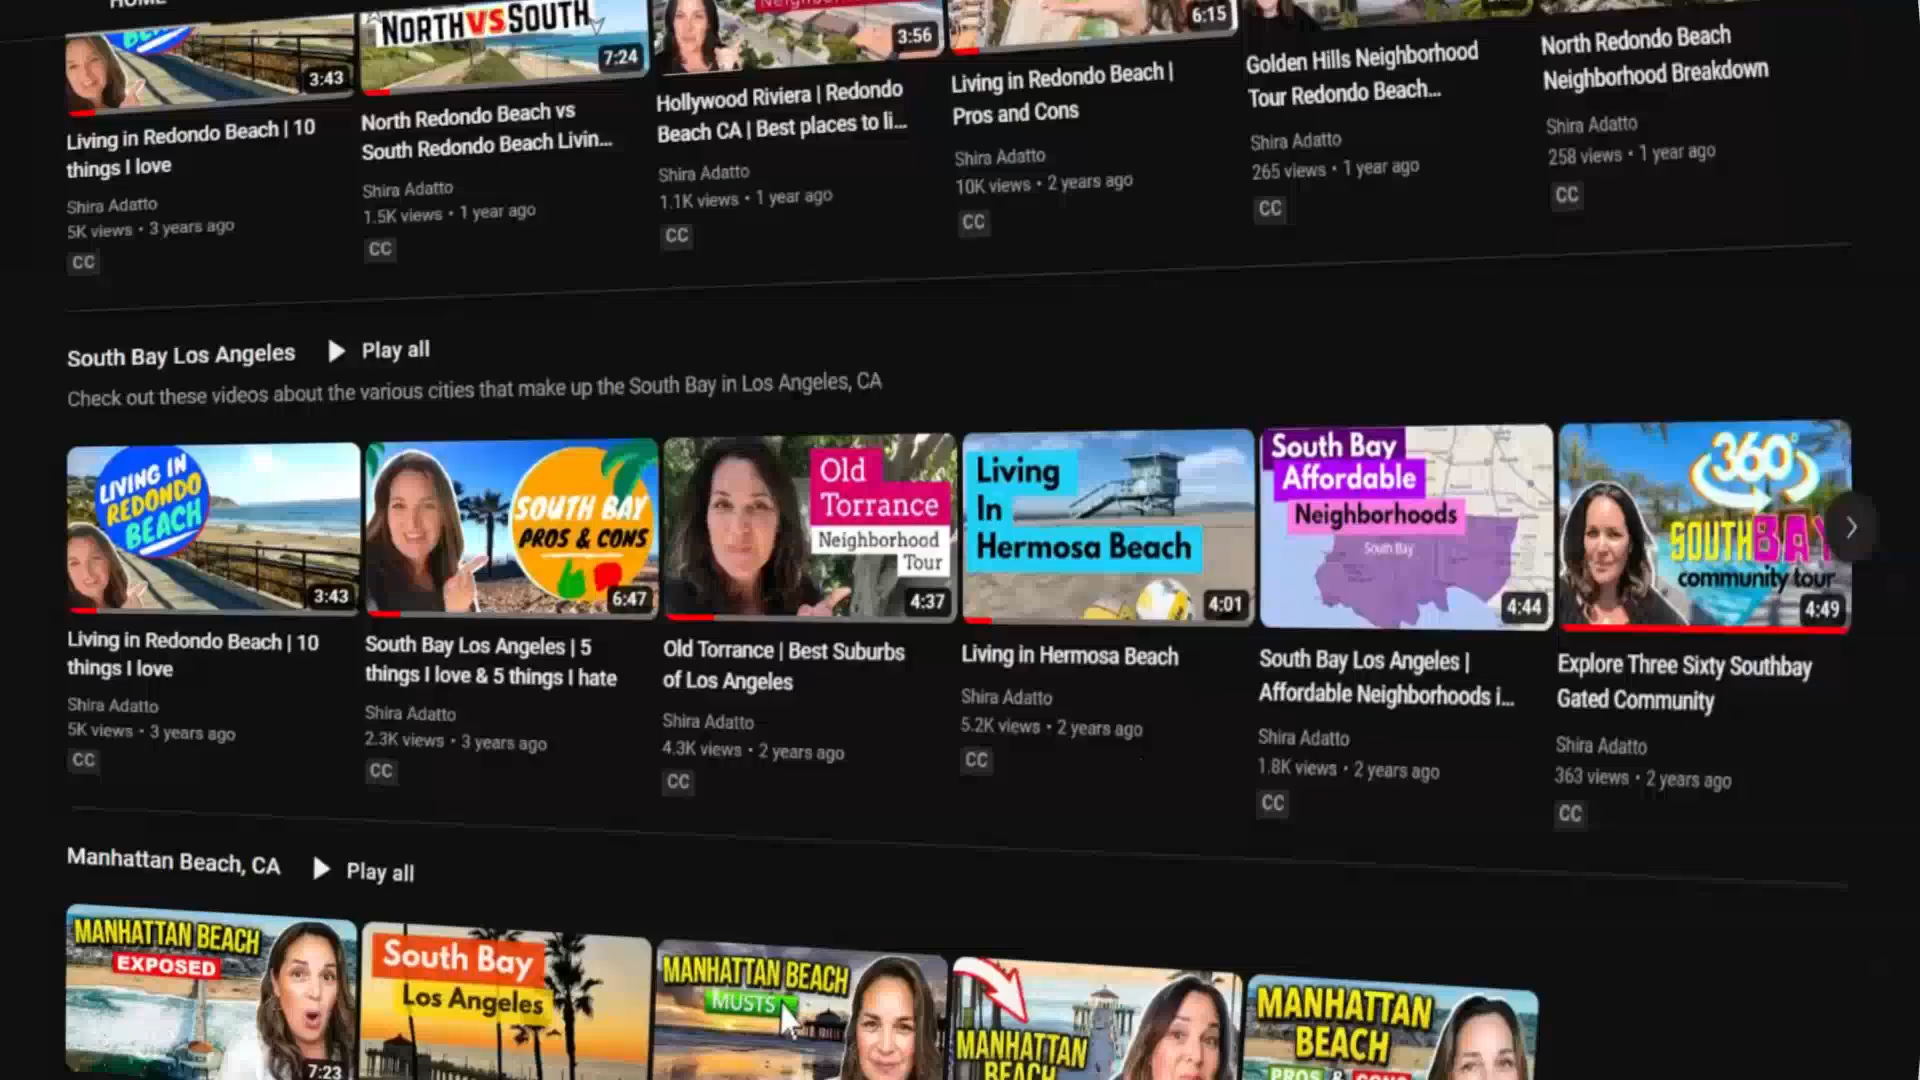 HOME
3:43
NORTH VS SOUTH
7:24
3:56
6:15
Living in Redondo Beach | 10
things I love
Shira Adatto
5K views • 3 years ago
CC
North Redondo Beach vs
South Redondo Beach Livin...
Shira Adatto
1.5K views • 1 year ago
CC
Hollywood Riviera | Redondo
Beach CA | Best places to li...
Shira Adatto
1.1K views • 1 year ago
CC
Living in Redondo Beach |
Pros and Cons
Shira Adatto
10K views • 2 years ago
CC
Golden Hills Neighborhood
Tour Redondo Beach...
Shira Adatto
265 views • 1 year ago
CC
North Redondo Beach
Neighborhood Breakdown
Shira Adatto
258 views • 1 year ago
CC
South Bay Los Angeles
Play all
Check out these videos about the various cities that make up the South Bay in Los Angeles, CA
LIVING IN
REDONDO
BEACH
3:43
SOUTH BAY
PROS & CONS
6:47
Old
Torrance
Neighborhood
Tour
4:37
Living
In
Hermosa Beach
4:01
South Bay
Affordable
Neighborhoods
South Bay
4:44
360°
SOUTH BAY
community tour
4:49
Living in Redondo Beach | 10
things I love
Shira Adatto
5K views • 3 years ago
CC
South Bay Los Angeles | 5
things I love & 5 things I hate
Shira Adatto
2.3K views • 3 years ago
CC
Old Torrance | Best Suburbs
of Los Angeles
Shira Adatto
4.3K views • 2 years ago
CC
Living in Hermosa Beach
Shira Adatto
5.2K views • 2 years ago
CC
South Bay Los Angeles |
Affordable Neighborhoods i...
Shira Adatto
1.8K views • 2 years ago
CC
Explore Three Sixty Southbay
Gated Community
Shira Adatto
363 views • 2 years ago
CC
Manhattan Beach, CA
Play all
MANHATTAN BEACH
EXPOSED
7:23
South Bay
Los Angeles
MANHATTAN BEACH
MUSTS
MANHATTAN
BEACH
MANHATTAN
BEACH
PROS & CONS